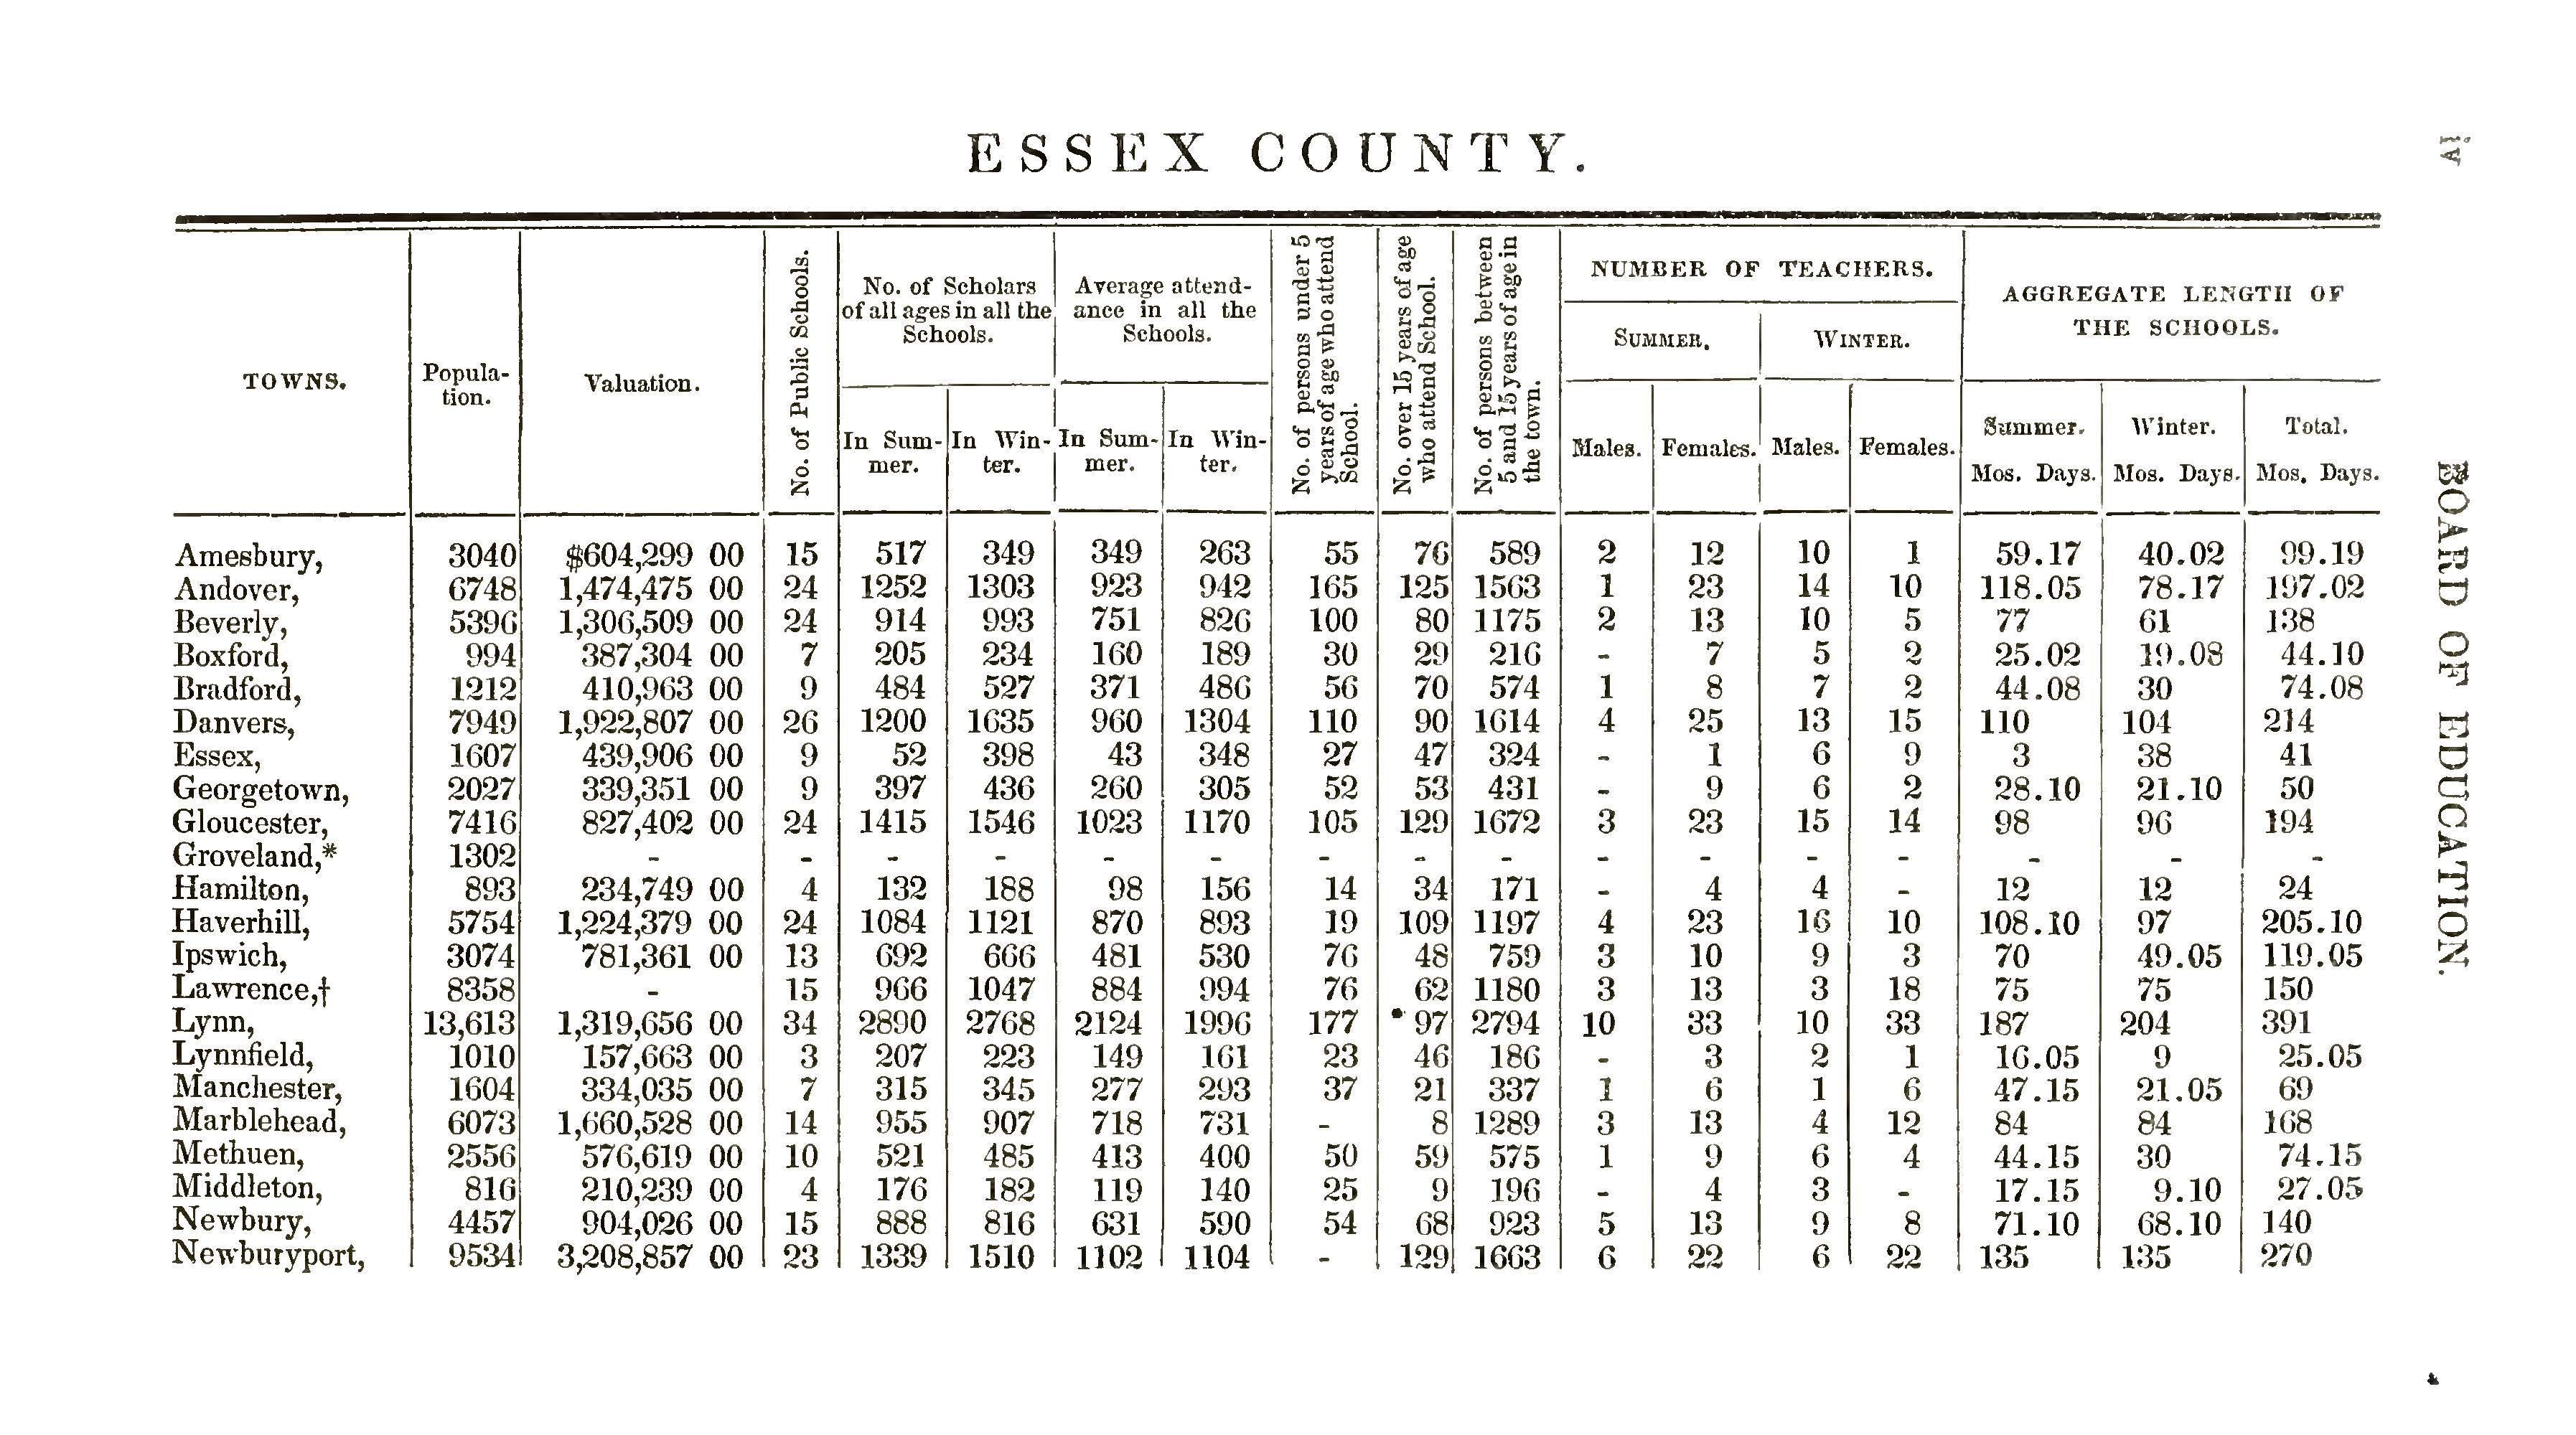 ESSEX COUNTY.
TOWNS.
Popula-
tion.
Valuation.
No. of Public Schools.
No. of Scholars
of all ages in all the
Schools.
In Sum-
mer.
In Win-
ter.
Average attend-
ance in all the
Schools.
In Sum-
mer.
In Win-
ter.
No. of persons under 5
years of age who attend
School.
No. over 15 years of age
who attend School.
No. of persons between
5 and 15 years of age in
the town.
NUMBER OF TEACHERS.
SUMMER.
WINTER.
Males. Females. Males. Females.
AGGREGATE LENGTH OF
THE SCHOOLS.
Summer. Winter. Total.
Mos. Days. Mos. Days. Mos. Days.
Amesbury, 3040 $604,299 00 15 517 349 349 263 55 76 589 2 12 10 1 59.17 40.02 99.19
Andover, 6748 1,474,475 00 24 1252 1303 923 942 165 125 1563 1 23 14 10 118.05 78.17 197.02
Beverly, 5396 1,306,509 00 24 914 993 751 826 100 80 1175 2 13 10 5 77 61 138
Boxford, 994 387,304 00 7 205 234 160 189 30 29 216 - 7 5 2 25.02 19.08 44.10
Bradford, 1212 410,963 00 9 484 527 371 486 56 70 574 1 8 7 2 44.08 30 74.08
Danvers, 7949 1,922,807 00 26 1200 1635 960 1304 110 90 1614 4 25 13 15 110 104 214
Essex, 1607 439,906 00 9 52 398 43 348 27 47 324 - 1 6 9 3 38 41
Georgetown, 2027 339,351 00 9 397 436 260 305 52 53 431 - 9 6 2 28.10 21.10 50
Gloucester, 7416 827,402 00 24 1415 1546 1023 1170 105 129 1672 3 23 15 14 98 96 194
Groveland,* 1302 - - - - - - - - - - - - - - - -
Hamilton, 893 234,749 00 4 132 188 98 156 14 34 171 - 4 4 - 12 12 24
Haverhill, 5754 1,224,379 00 24 1084 1121 870 893 19 109 1197 4 23 16 10 108.10 97 205.10
Ipswich, 3074 781,361 00 13 692 666 481 530 76 48 759 3 10 9 3 70 49.05 119.05
Lawrence,† 8358 - 15 966 1047 884 994 76 62 1180 3 13 3 18 75 75 150
Lynn, 13,613 1,319,656 00 34 2890 2768 2124 1996 177 97 2794 10 33 10 33 187 204 391
Lynnfield, 1010 157,663 00 3 207 223 149 161 23 46 186 - 3 2 1 16.05 9 25.05
Manchester, 1604 334,035 00 7 315 345 277 293 37 21 337 1 6 1 6 47.15 21.05 69
Marblehead, 6073 1,660,528 00 14 955 907 718 731 - 8 1289 3 13 4 12 84 84 168
Methuen, 2556 576,619 00 10 521 485 413 400 50 59 575 1 9 6 4 44.15 30 74.15
Middleton, 816 210,239 00 4 176 182 119 140 25 9 196 - 4 3 - 17.15 9.10 27.05
Newbury, 4457 904,026 00 15 888 816 631 590 54 68 923 5 13 9 8 71.10 68.10 140
Newburyport, 9534 3,208,857 00 23 1339 1510 1102 1104 - 129 1663 6 22 6 22 135 135 270
BOARD OF EDUCATION.